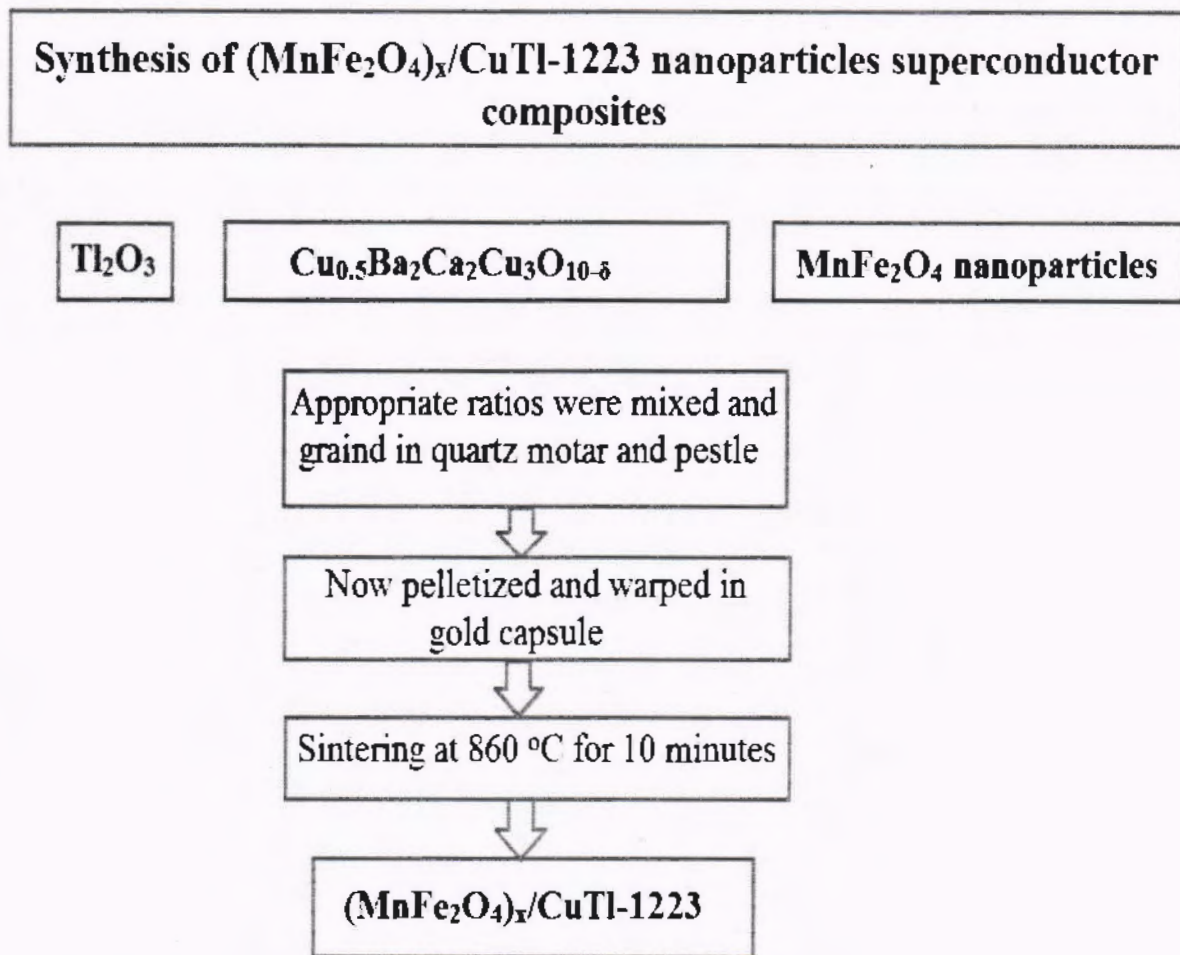 Synthesis of (MnFe₂O₄)ₓ/CuTl-1223 nanoparticles superconductor
composites
Tl₂O₃
Cu₀.₅Ba₂Ca₂Cu₃O₁₀₋δ
MnFe₂O₄ nanoparticles
Appropriate ratios were mixed and
graind in quartz motar and pestle
Now pelletized and warped in
gold capsule
Sintering at 860 ºC for 10 minutes
(MnFe₂O₄)ₓ/CuTl-1223